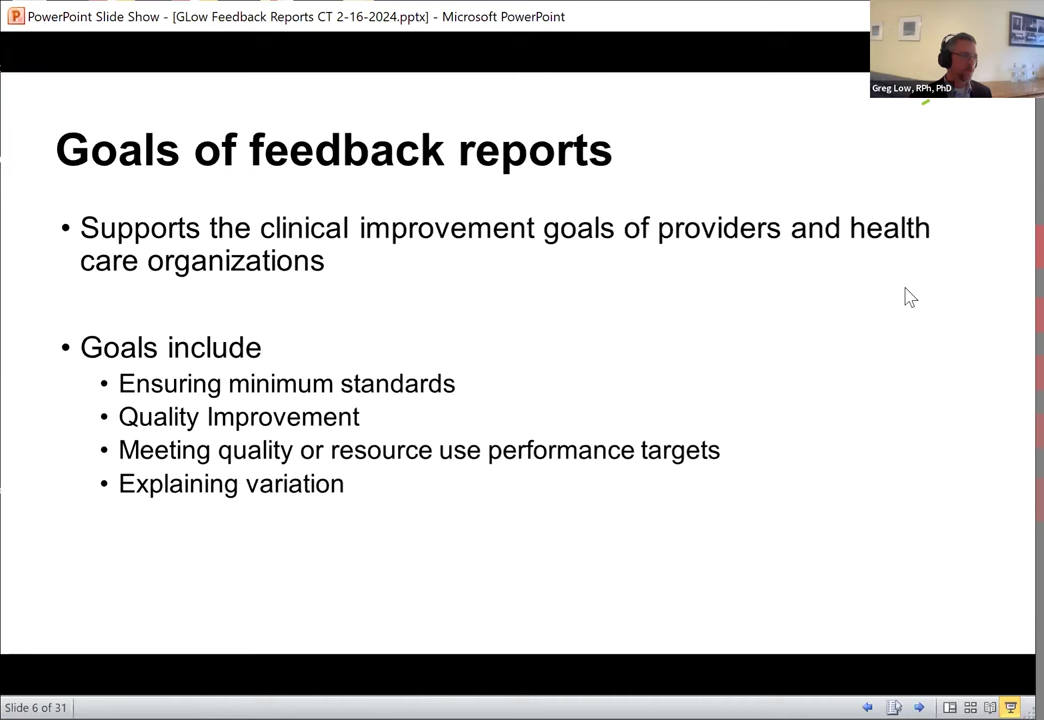 PowerPoint Slide Show - [GLow Feedback Reports CT 2-16-2024.pptx] - Microsoft PowerPoint
Greg Low, RPh, PhD
Goals of feedback reports
• Supports the clinical improvement goals of providers and health
care organizations
• Goals include
• Ensuring minimum standards
• Quality Improvement
• Meeting quality or resource use performance targets
• Explaining variation
Slide 6 of 31